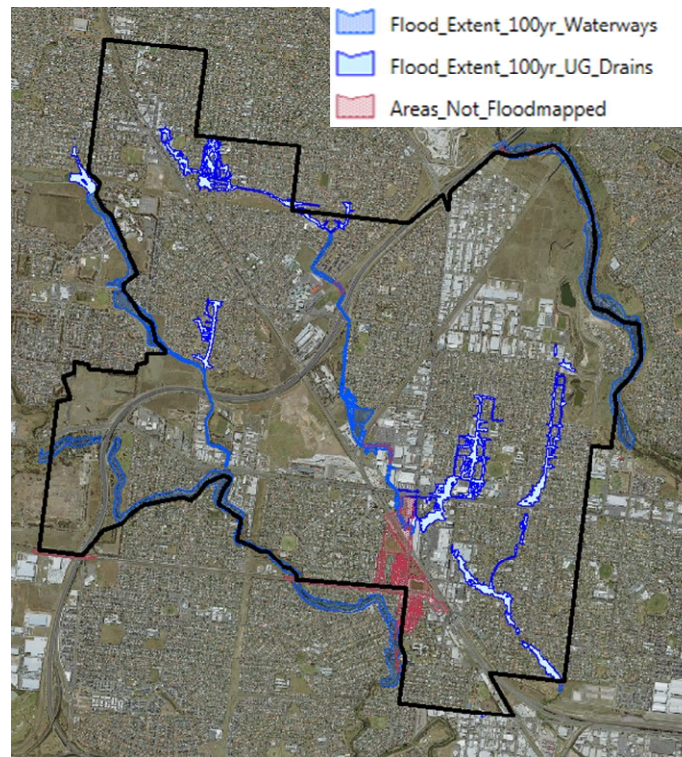 Flood_Extent_100yr_Waterways
Flood_Extent_100yr_UG_Drains
Areas_Not_Floodmapped